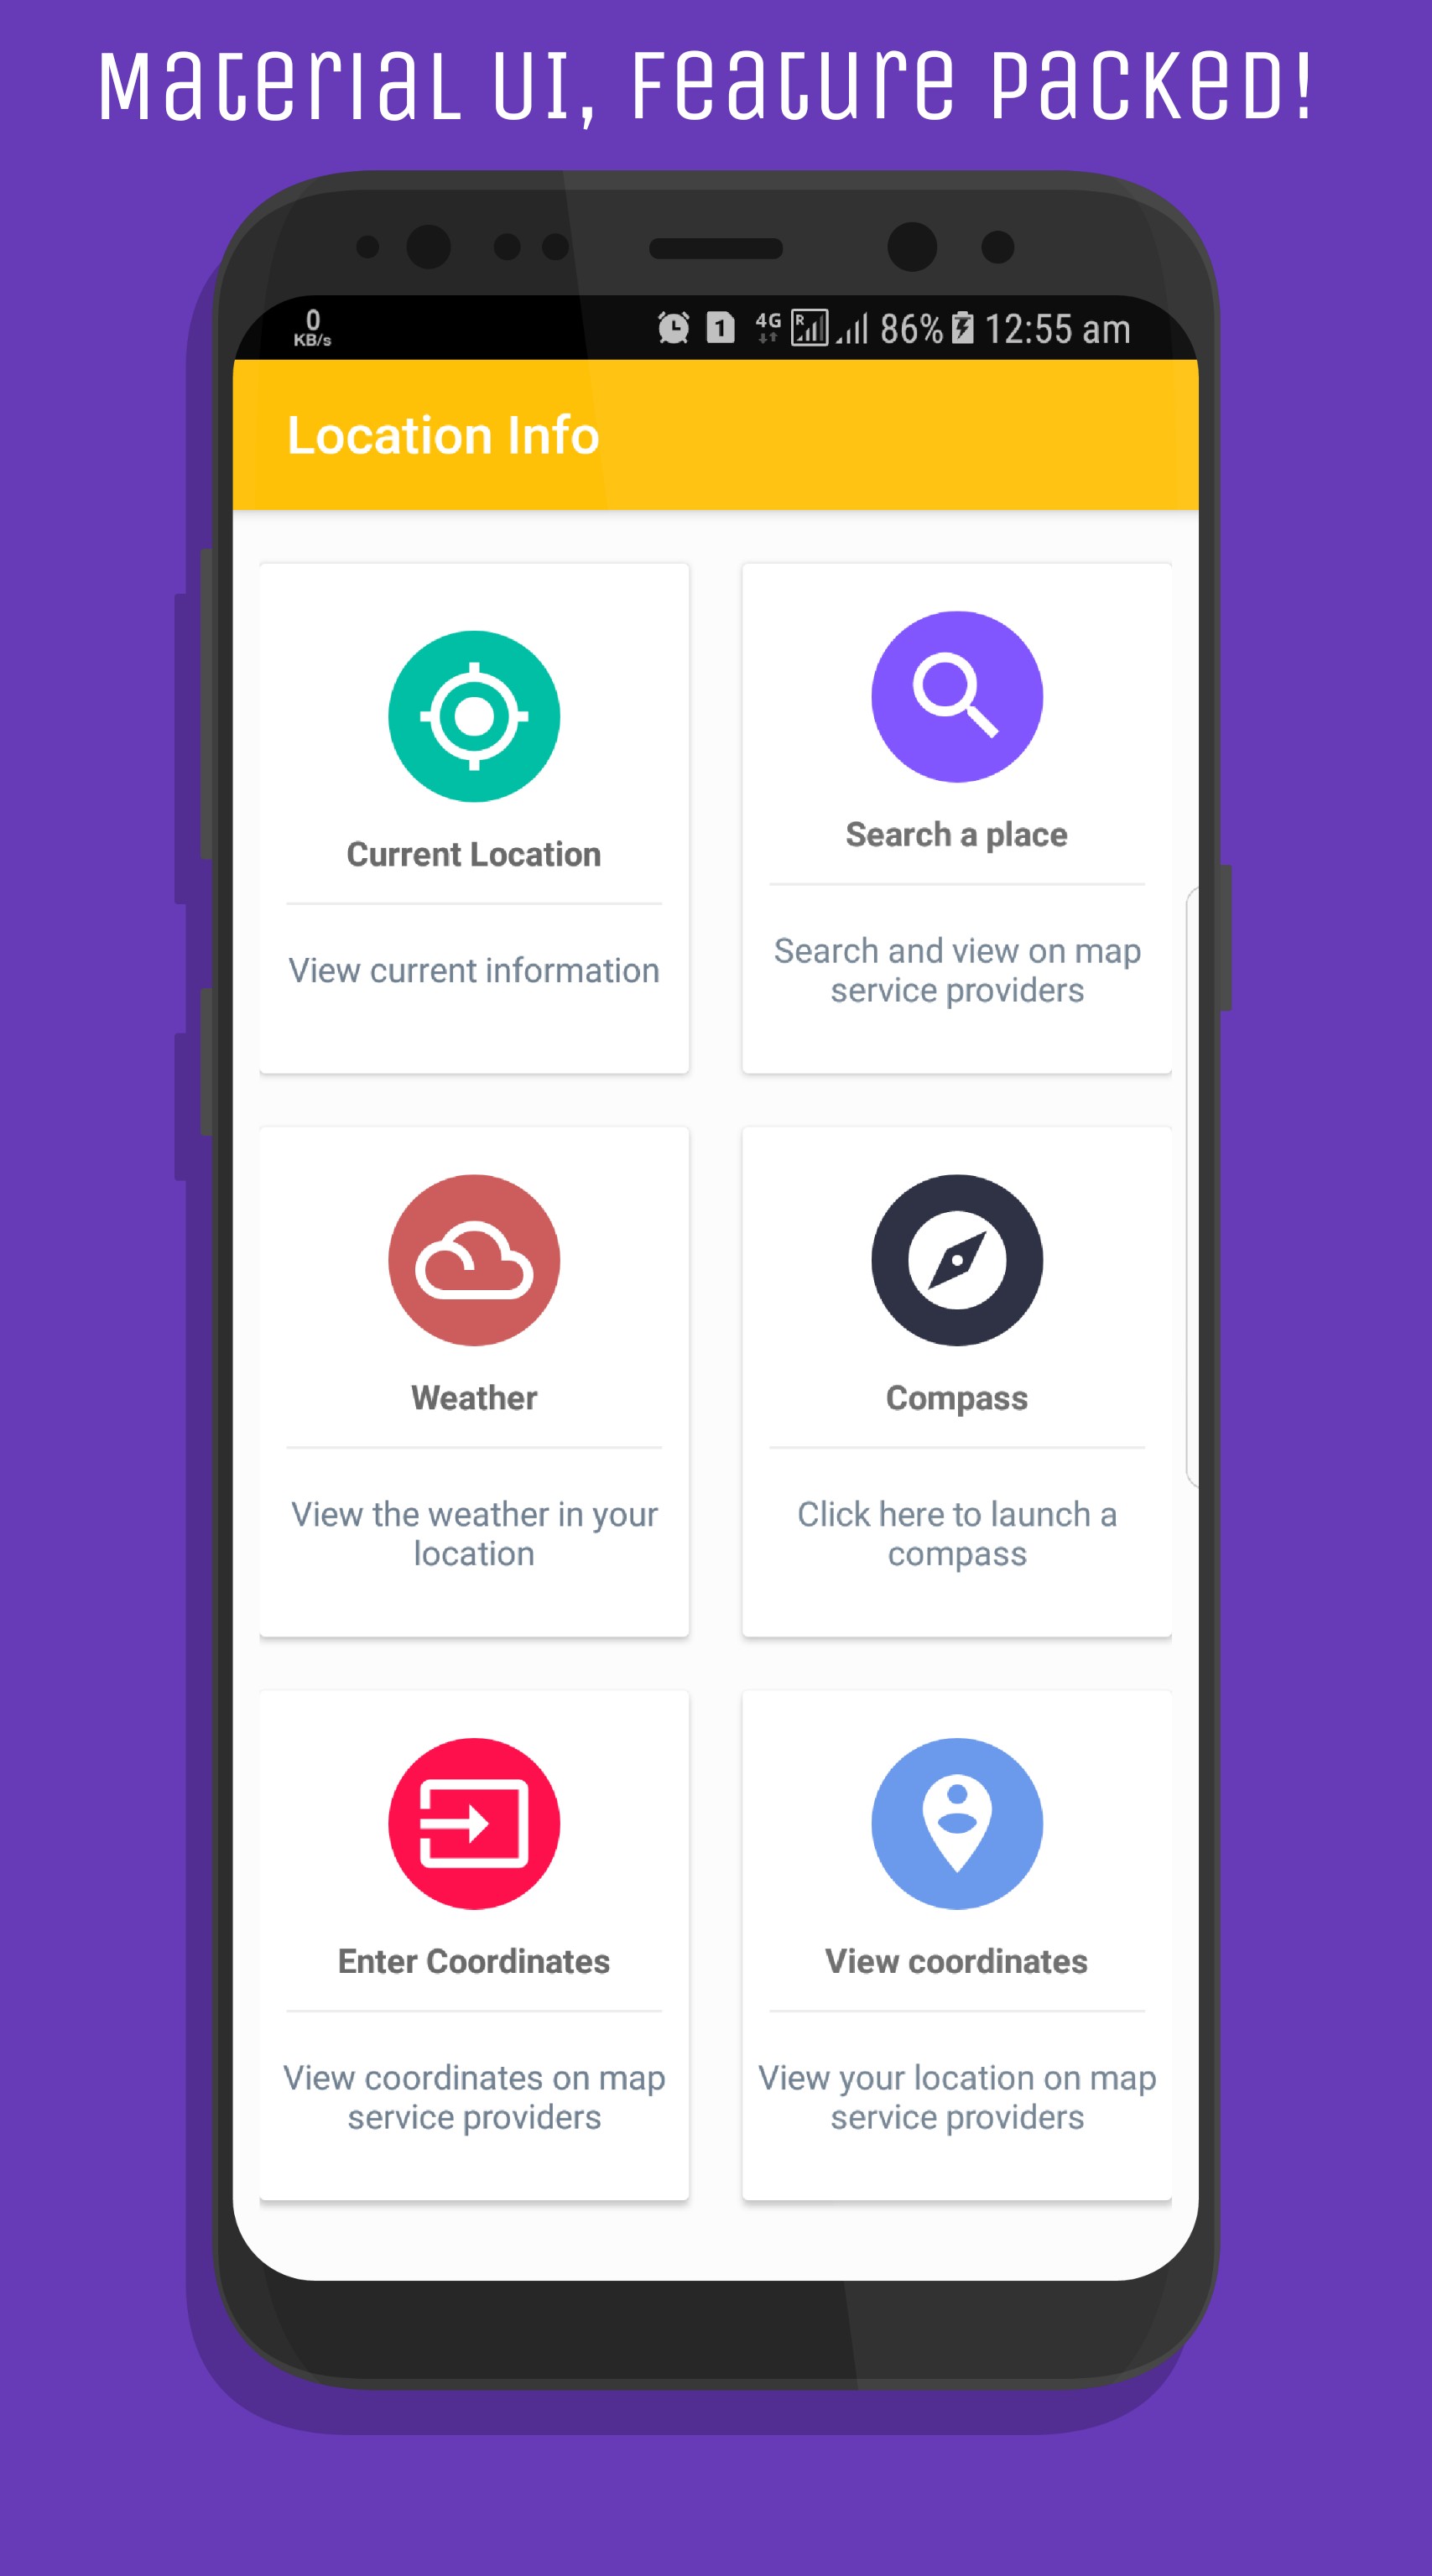 Material UI, Feature Packed!
0
KB/s
1 4G R 86% 12:55 am
Location Info
Current Location
View current information
Search a place
Search and view on map
service providers
Weather
View the weather in your
location
Compass
Click here to launch a
compass
Enter Coordinates
View coordinates on map
service providers
View coordinates
View your location on map
service providers